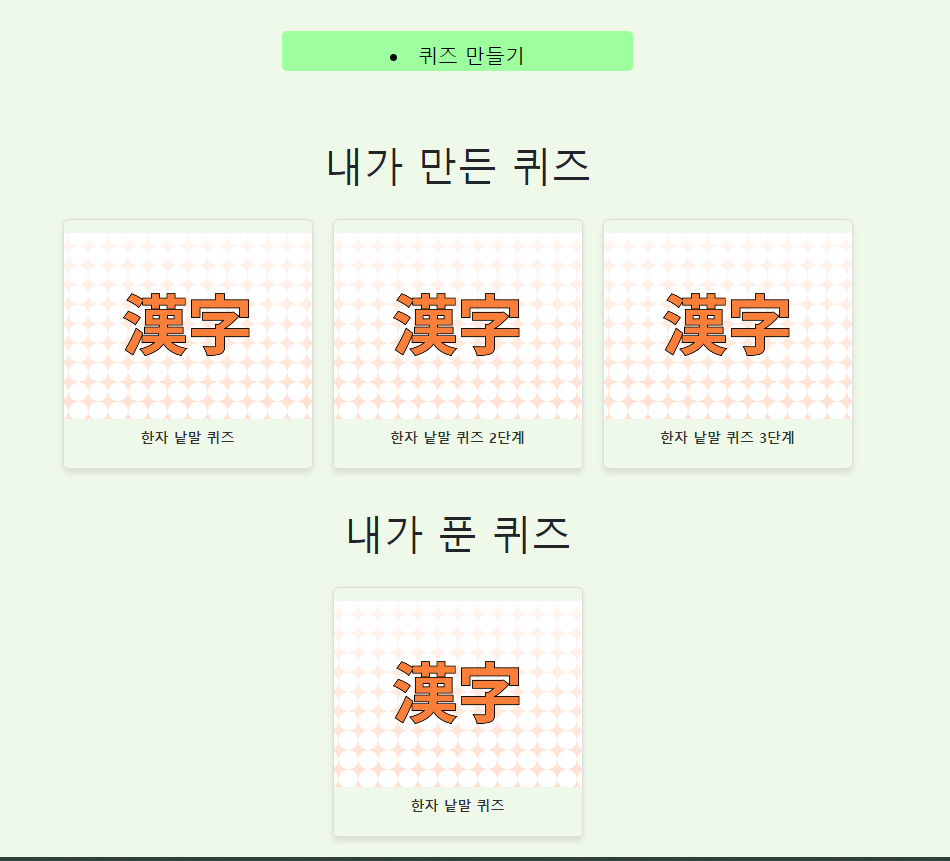 퀴즈 만들기
내가 만든 퀴즈
漢字
漢字
漢字
한자 낱말 퀴즈
한자 낱말 퀴즈 2단계
한자 낱말 퀴즈 3단계
내가 푼 퀴즈
漢字
한자 낱말 퀴즈